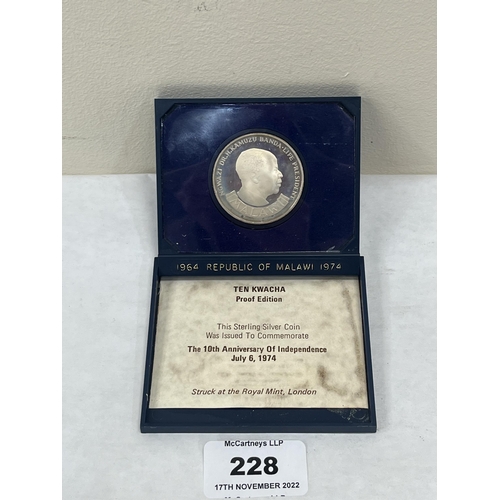 NGWAZI DR.H.KAMUZU BANDA-LIFE PRESIDENT
1964 REPUBLIC OF MALAWI 1974
TEN KWACHA
Proof Edition
This Sterling Silver Coin
Was Issued To Commemorate
The 10th Anniversary Of Independence
July 6, 1974
Struck at the Royal Mint, London
McCartneys LLP
228
17TH NOVEMBER 2022